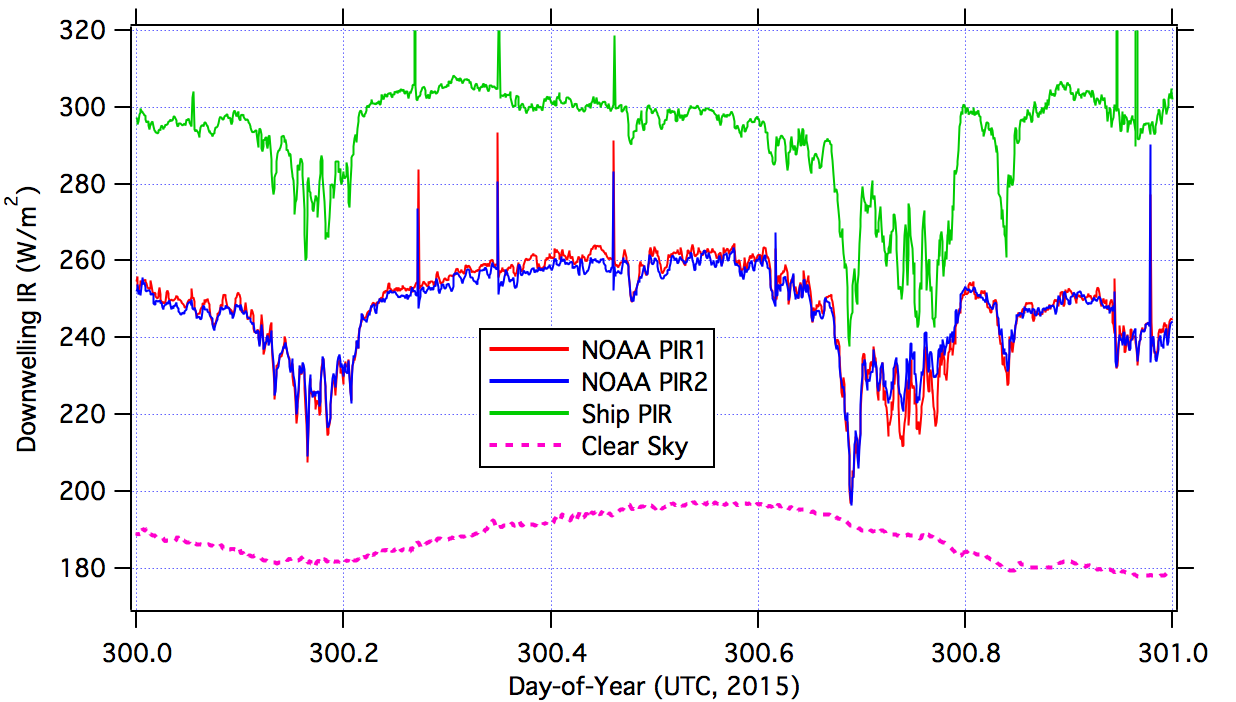 320
300
280
260
240
220
200
180
Downwelling IR (W/m²)
NOAA PIR1
NOAA PIR2
Ship PIR
Clear Sky
300.0 300.2 300.4 300.6 300.8 301.0
Day-of-Year (UTC, 2015)